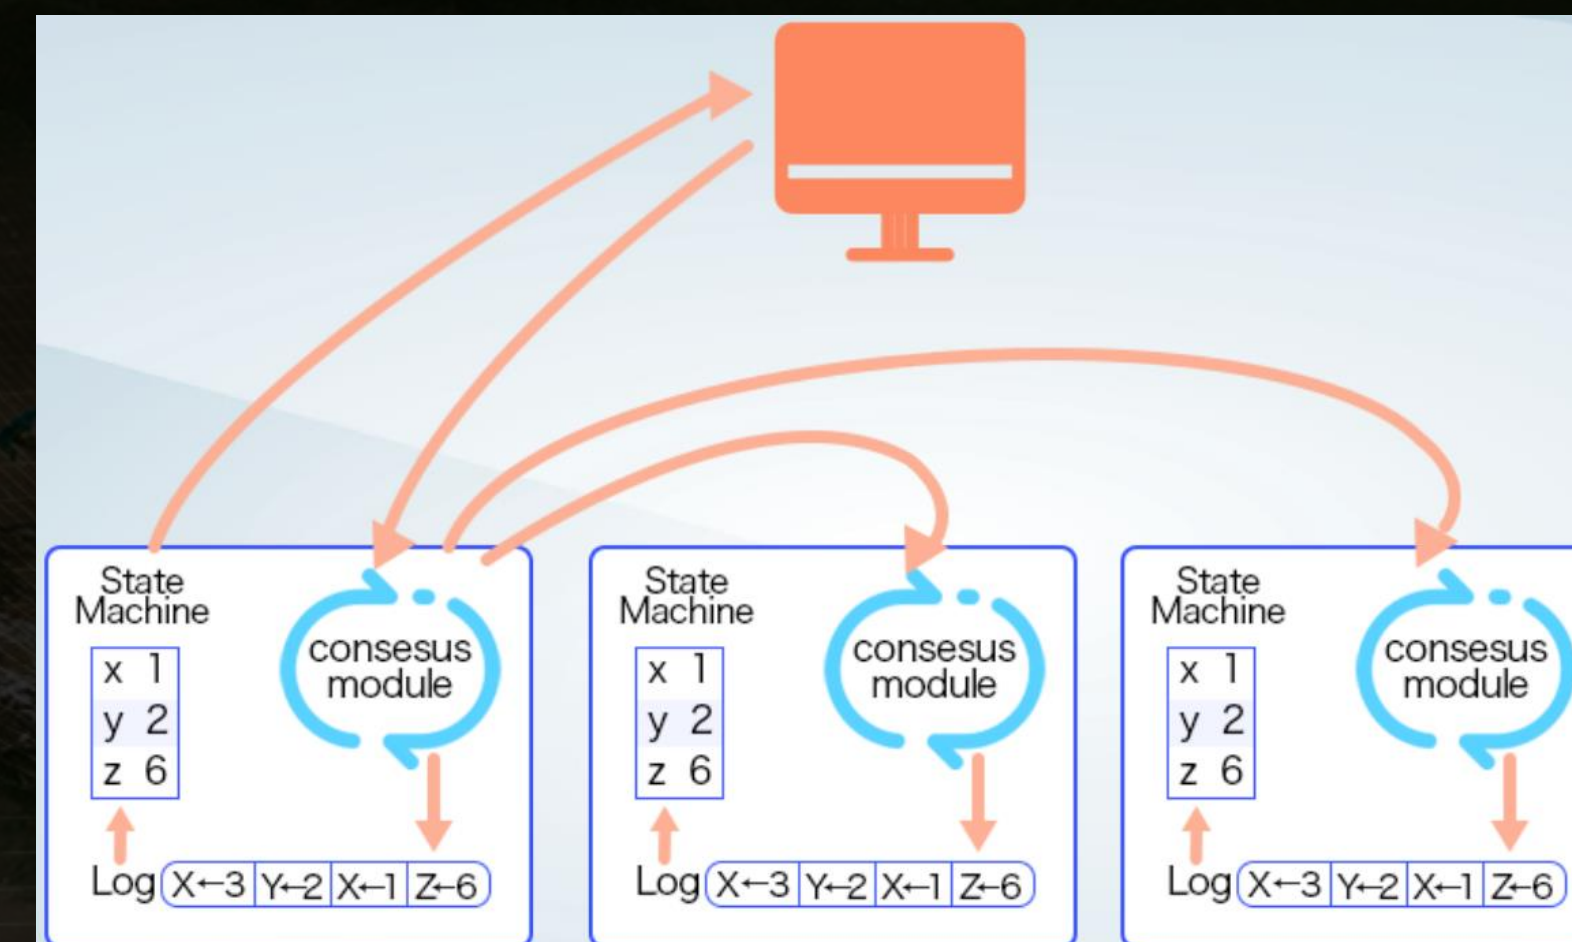 State
Machine
consesus
module
x 1
y 2
z 6
Log X←3 Y←2 X←1 Z←6
State
Machine
consesus
module
x 1
y 2
z 6
Log X←3 Y←2 X←1 Z←6
State
Machine
consesus
module
x 1
y 2
z 6
Log X←3 Y←2 X←1 Z←6